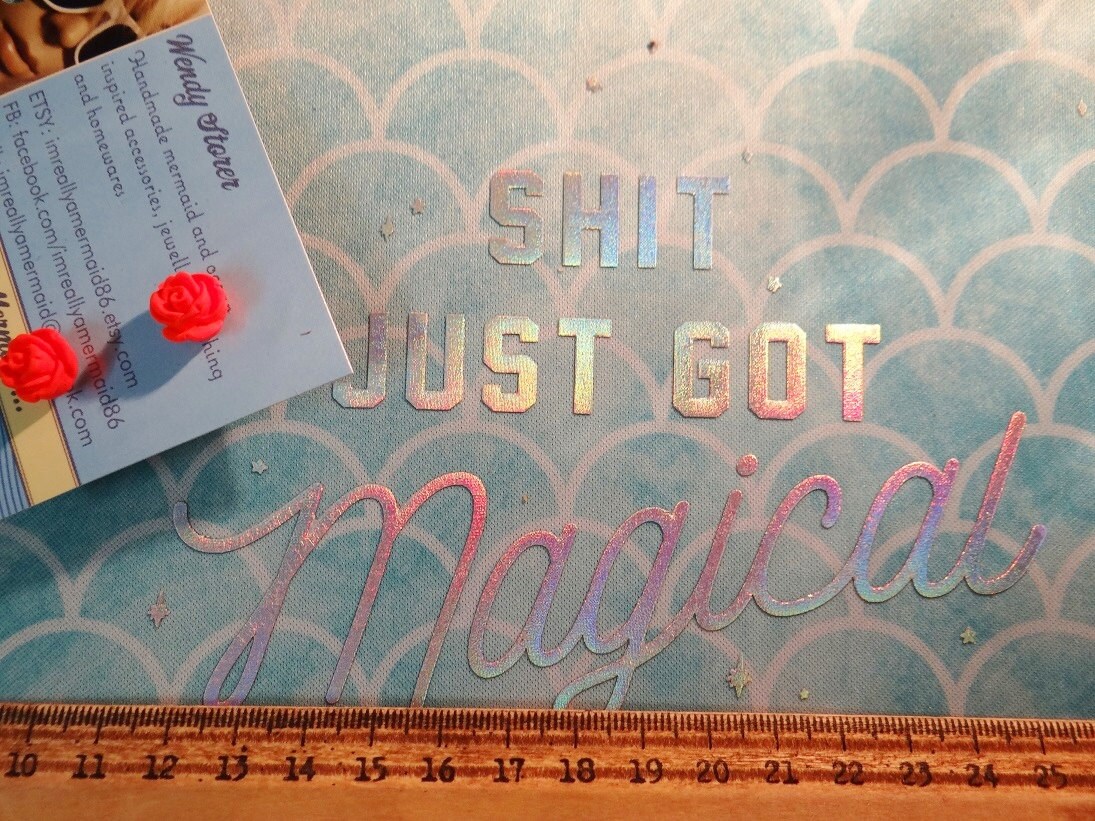 Wendy Storer
Handmade mermaid and
inspired accessories, jewell
and homewares
ETSY: imreallyamermaid86.etsy.com
FB: facebook.com/imreallyamermaid86
imreallyamermaid@
k.com
SHIT
JUST GOT
Magical
10 11 12 13 14 15 16 17 18 19 20 21 22 23 24 25